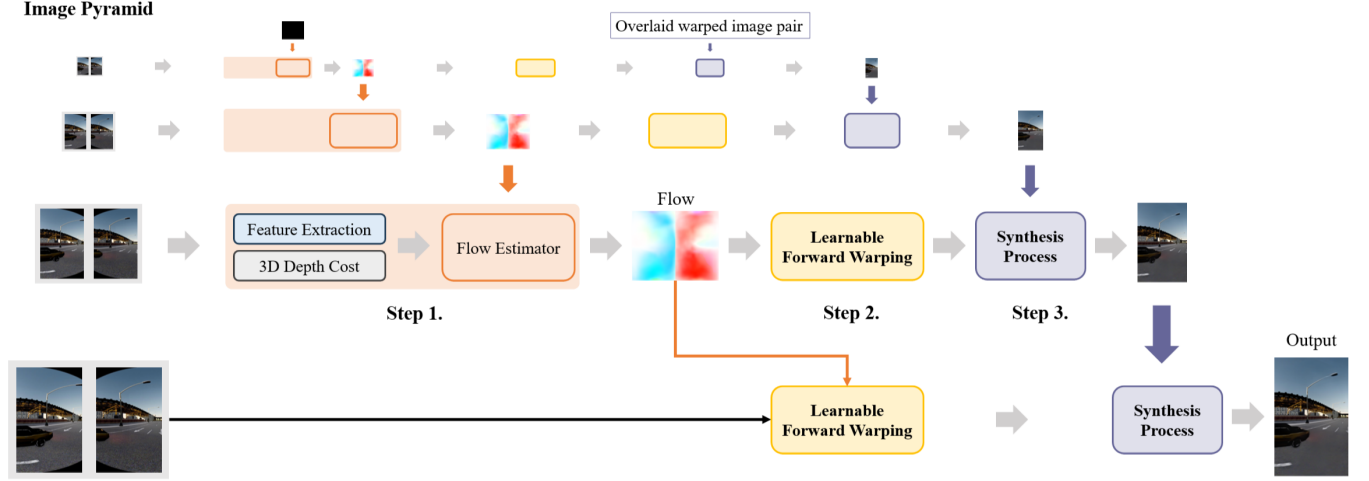 Image Pyramid
Overlaid warped image pair
Feature Extraction
3D Depth Cost
Flow Estimator
Flow
Learnable
Forward Warping
Synthesis
Process
Step 1.
Step 2.
Step 3.
Output
Learnable
Forward Warping
Synthesis
Process